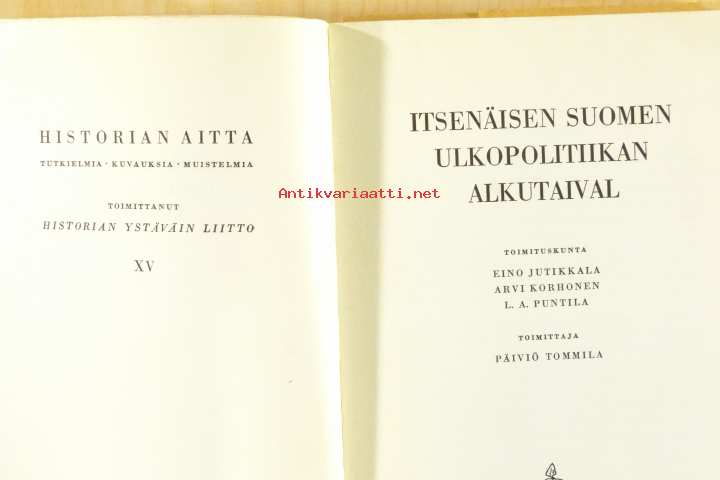 HISTORIAN AITTA
TUTKIELMIA · KUVAUKSIA · MUISTELMIA
TOIMITTANUT
HISTORIAN YSTÄVÄIN LIITTO
XV
Antikvariaatti.net
ITSENÄISEN SUOMEN
ULKOPOLITIIKAN
ALKUTAIVAL
TOIMITUSKUNTA
EINO JUTIKKALA
ARVI KORHONEN
L. A. PUNTILA
TOIMITTAJA
PÄIVIÖ TOMMILA